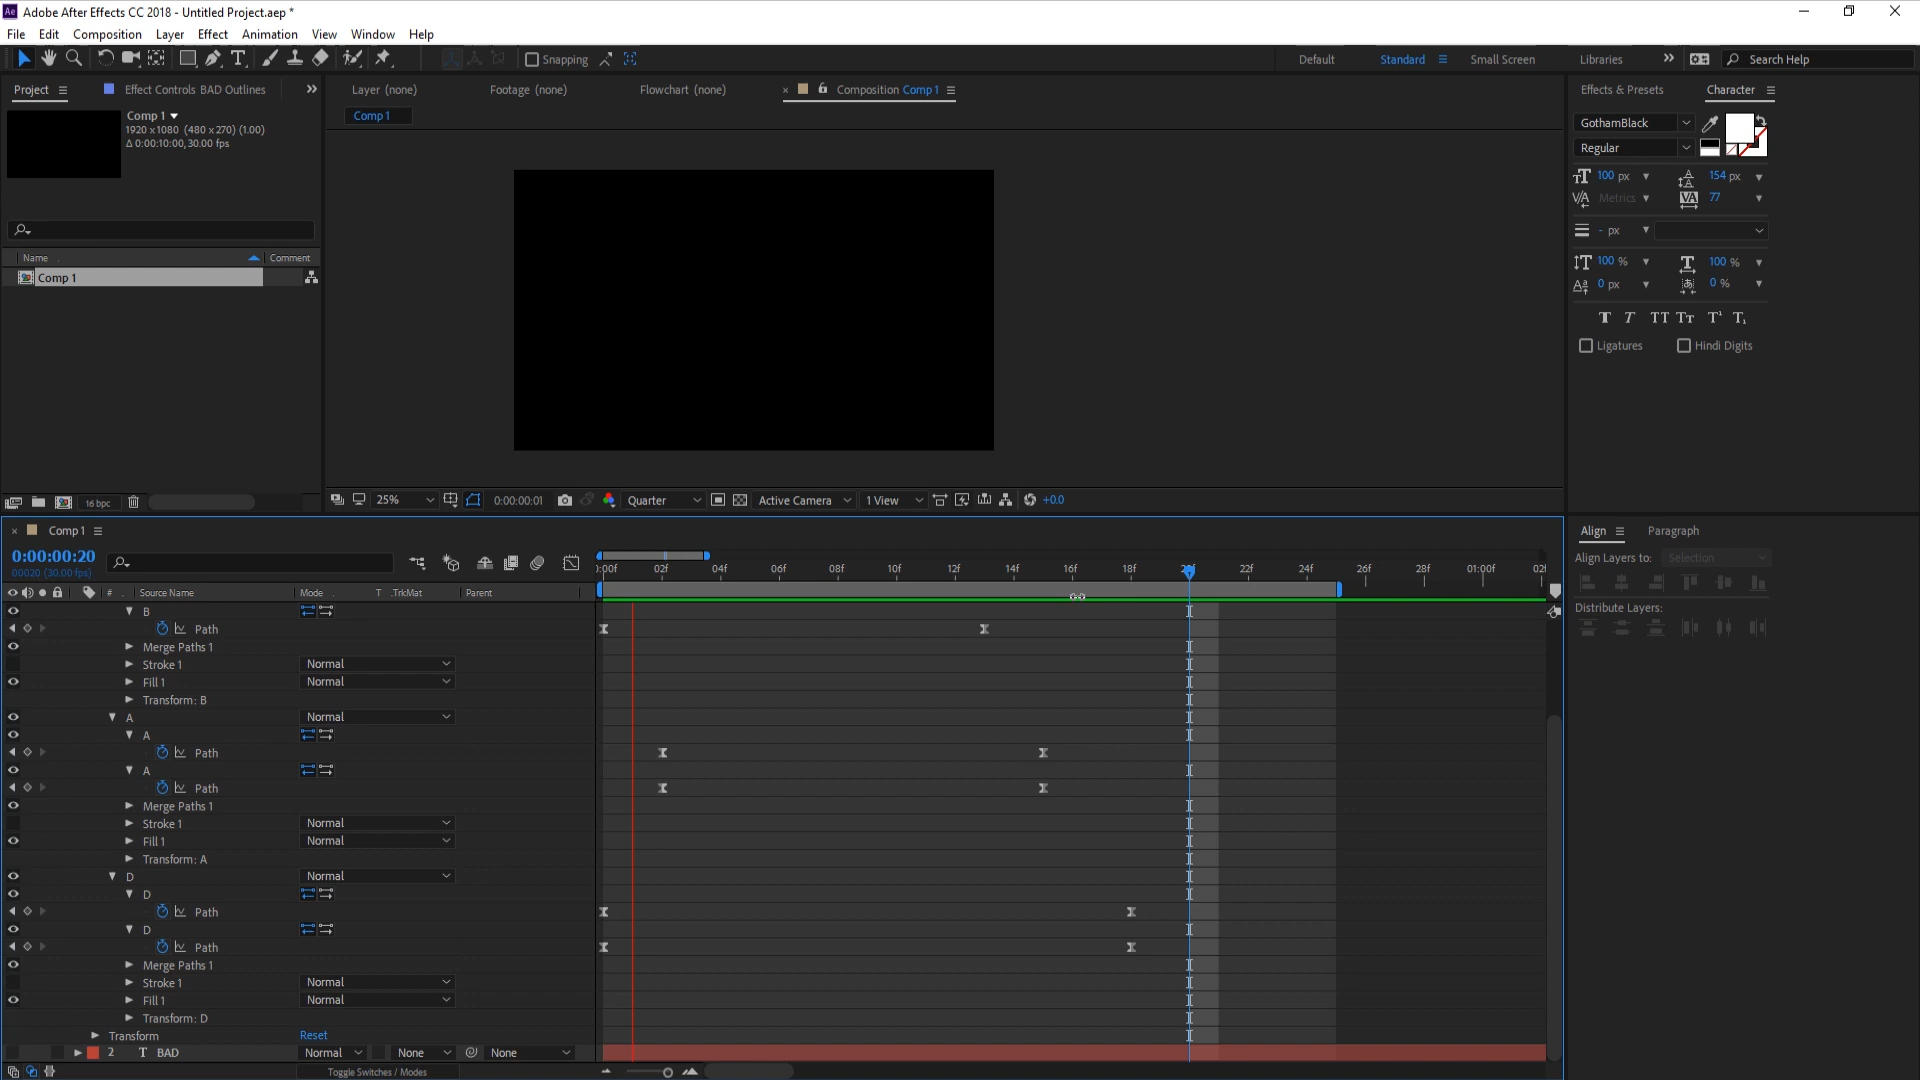 Ae Adobe After Effects CC 2018 - Untitled Project.aep *
File Edit Composition Layer Effect Animation View Window Help
Snapping
Default Standard Small Screen Libraries Search Help
Project Effect Controls BAD Outlines
Layer (none) Footage (none) Flowchart (none) × Composition Comp 1
Effects & Presets Character
Comp 1
Comp 1
1920 x 1080 (480 x 270) (1.00)
Δ 0:00:10:00, 30.00 fps
GothamBlack
Regular
100 px 154 px
Metrics 77
- px
100 % 100 %
0 px 0 %
T T TT Tt T¹ T₁
Ligatures Hindi Digits
Name Comment
Comp 1
16 bpc
25% 0:00:00:01 Quarter Active Camera 1 View +0.0
× Comp 1
Align Paragraph
0:00:00:20
00020 (30.00 fps)
Align Layers to: Selection
Distribute Layers:
:00f 02f 04f 06f 08f 10f 12f 14f 16f 18f 22f 24f 26f 28f 01:00f
# Source Name Mode T .TrkMat Parent
B
Path
Merge Paths 1
Stroke 1 Normal
Fill 1 Normal
Transform: B
A Normal
A
Path
A
Path
Merge Paths 1
Stroke 1 Normal
Fill 1 Normal
Transform: A
D Normal
D
Path
D
Path
Merge Paths 1
Stroke 1 Normal
Fill 1 Normal
Transform: D
Transform Reset
2 T BAD Normal None None
Toggle Switches / Modes